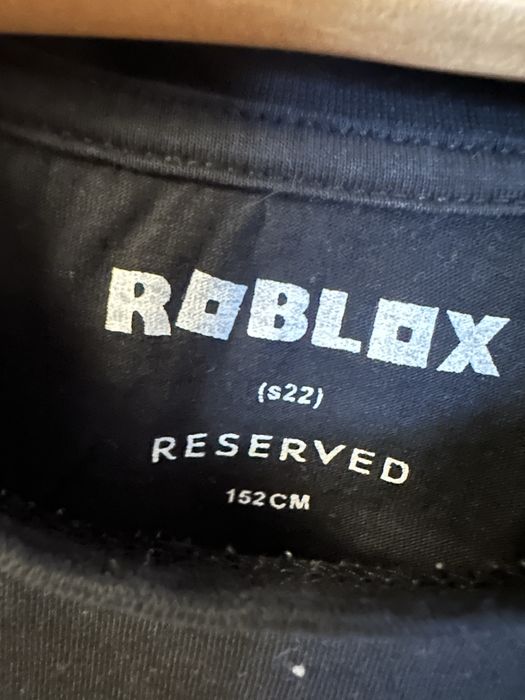 ROBLOX
(s22)
RESERVED
152CM